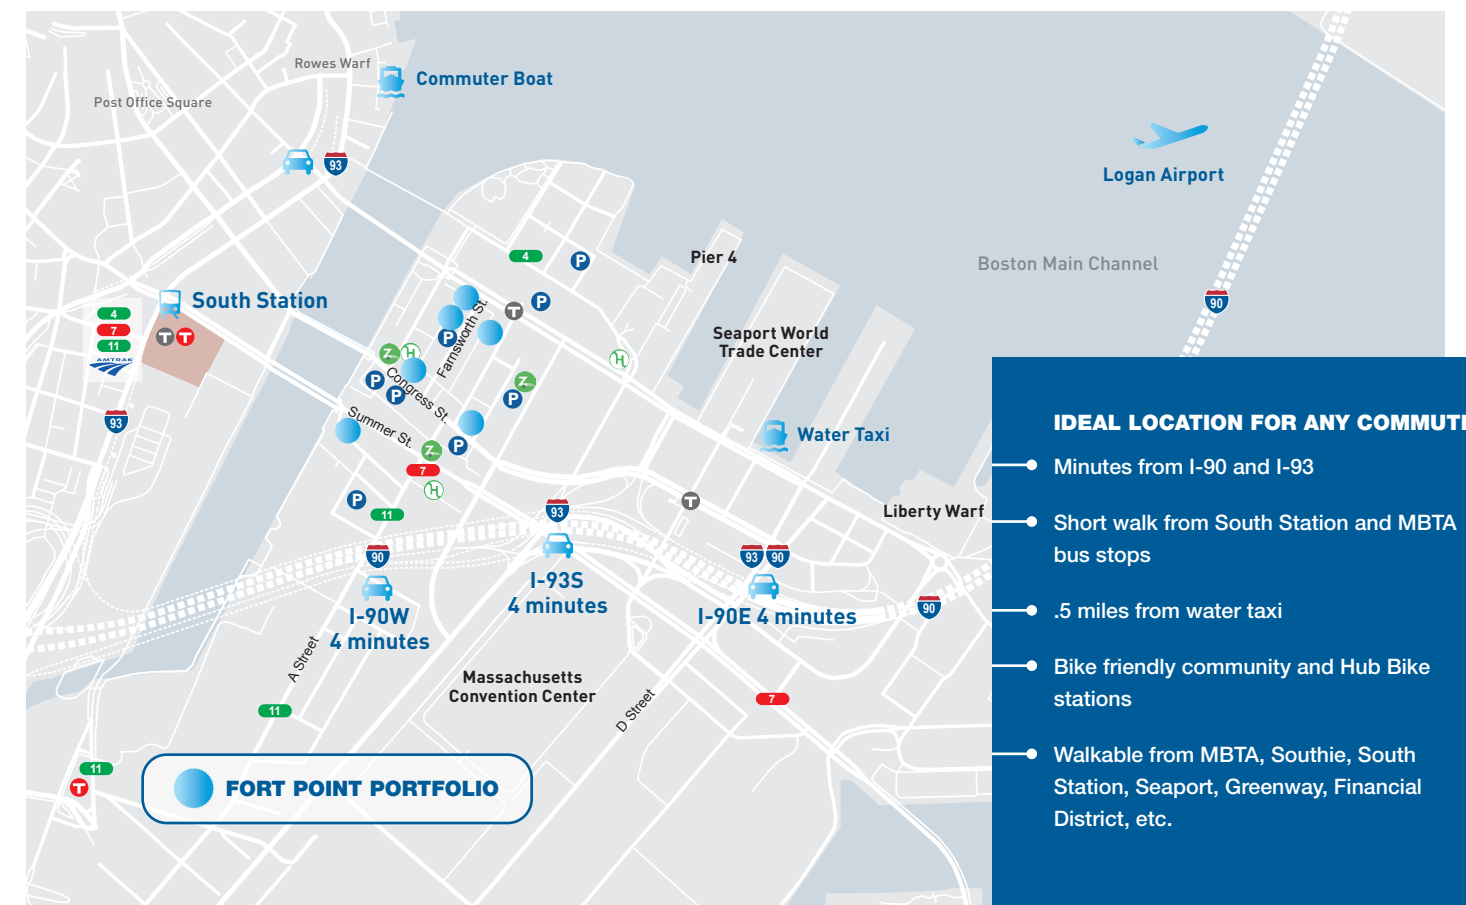 Rowes Warf
Commuter Boat
Post Office Square
93
Logan Airport
4
P
Pier 4
Boston Main Channel
South Station
P
T
90
4
7
11
T T
AMTRAK
Farnsworth St.
P
Seaport World
Trade Center
Z H
H
Congress St.
P
P
Z
P
93
Summer St.
Z
P
7
H
Water Taxi
P
11
T
93
Liberty Warf
90
93 90
I-93S
4 minutes
I-90W
4 minutes
I-90E 4 minutes
90
A Street
Massachusetts
Convention Center
D Street
11
7
11
T
FORT POINT PORTFOLIO
IDEAL LOCATION FOR ANY COMMUTE
Minutes from I-90 and I-93
Short walk from South Station and MBTA
bus stops
.5 miles from water taxi
Bike friendly community and Hub Bike
stations
Walkable from MBTA, Southie, South
Station, Seaport, Greenway, Financial
District, etc.